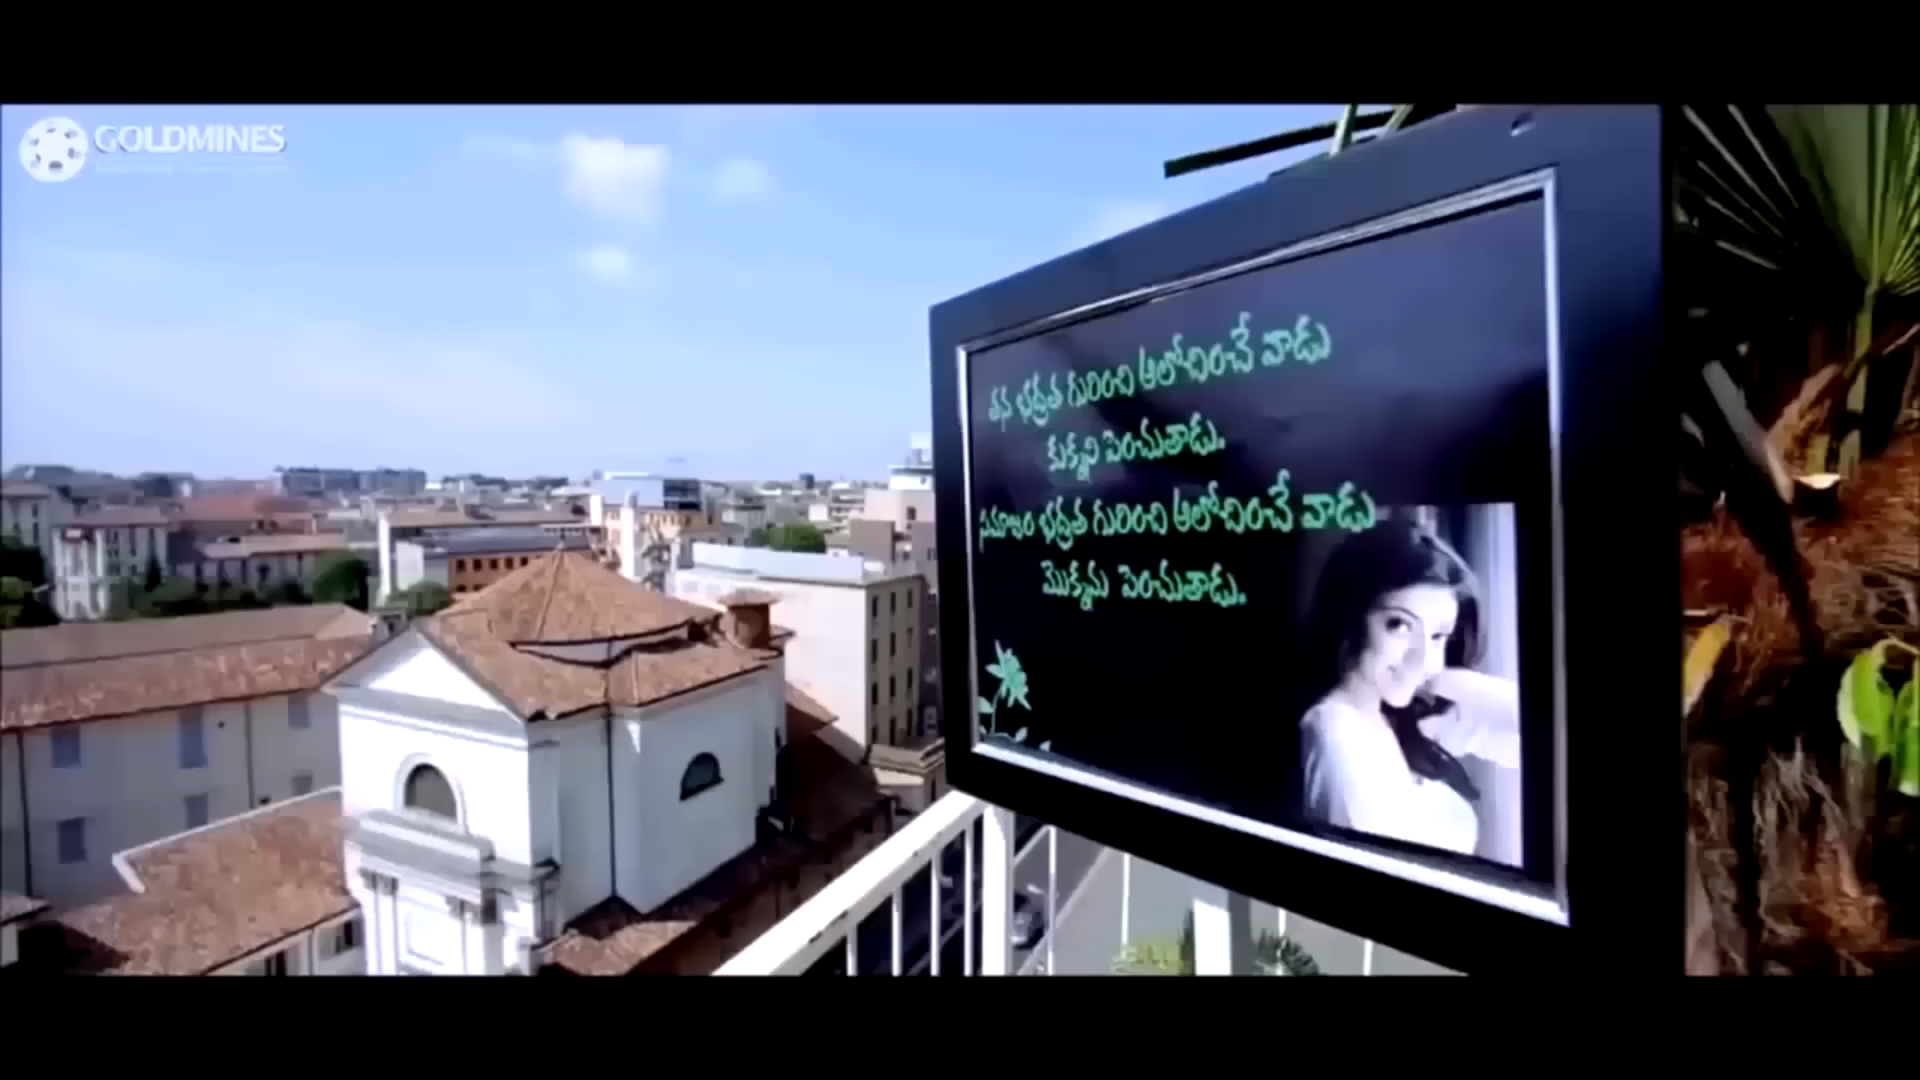 GOLDMINES
తన భద్రత గురించి ఆలోచించే వాడు
కుక్కని పెంచుతాడు.
సమాజం భద్రత గురించి ఆలోచించే వాడు
మొక్కను పెంచుతాడు.